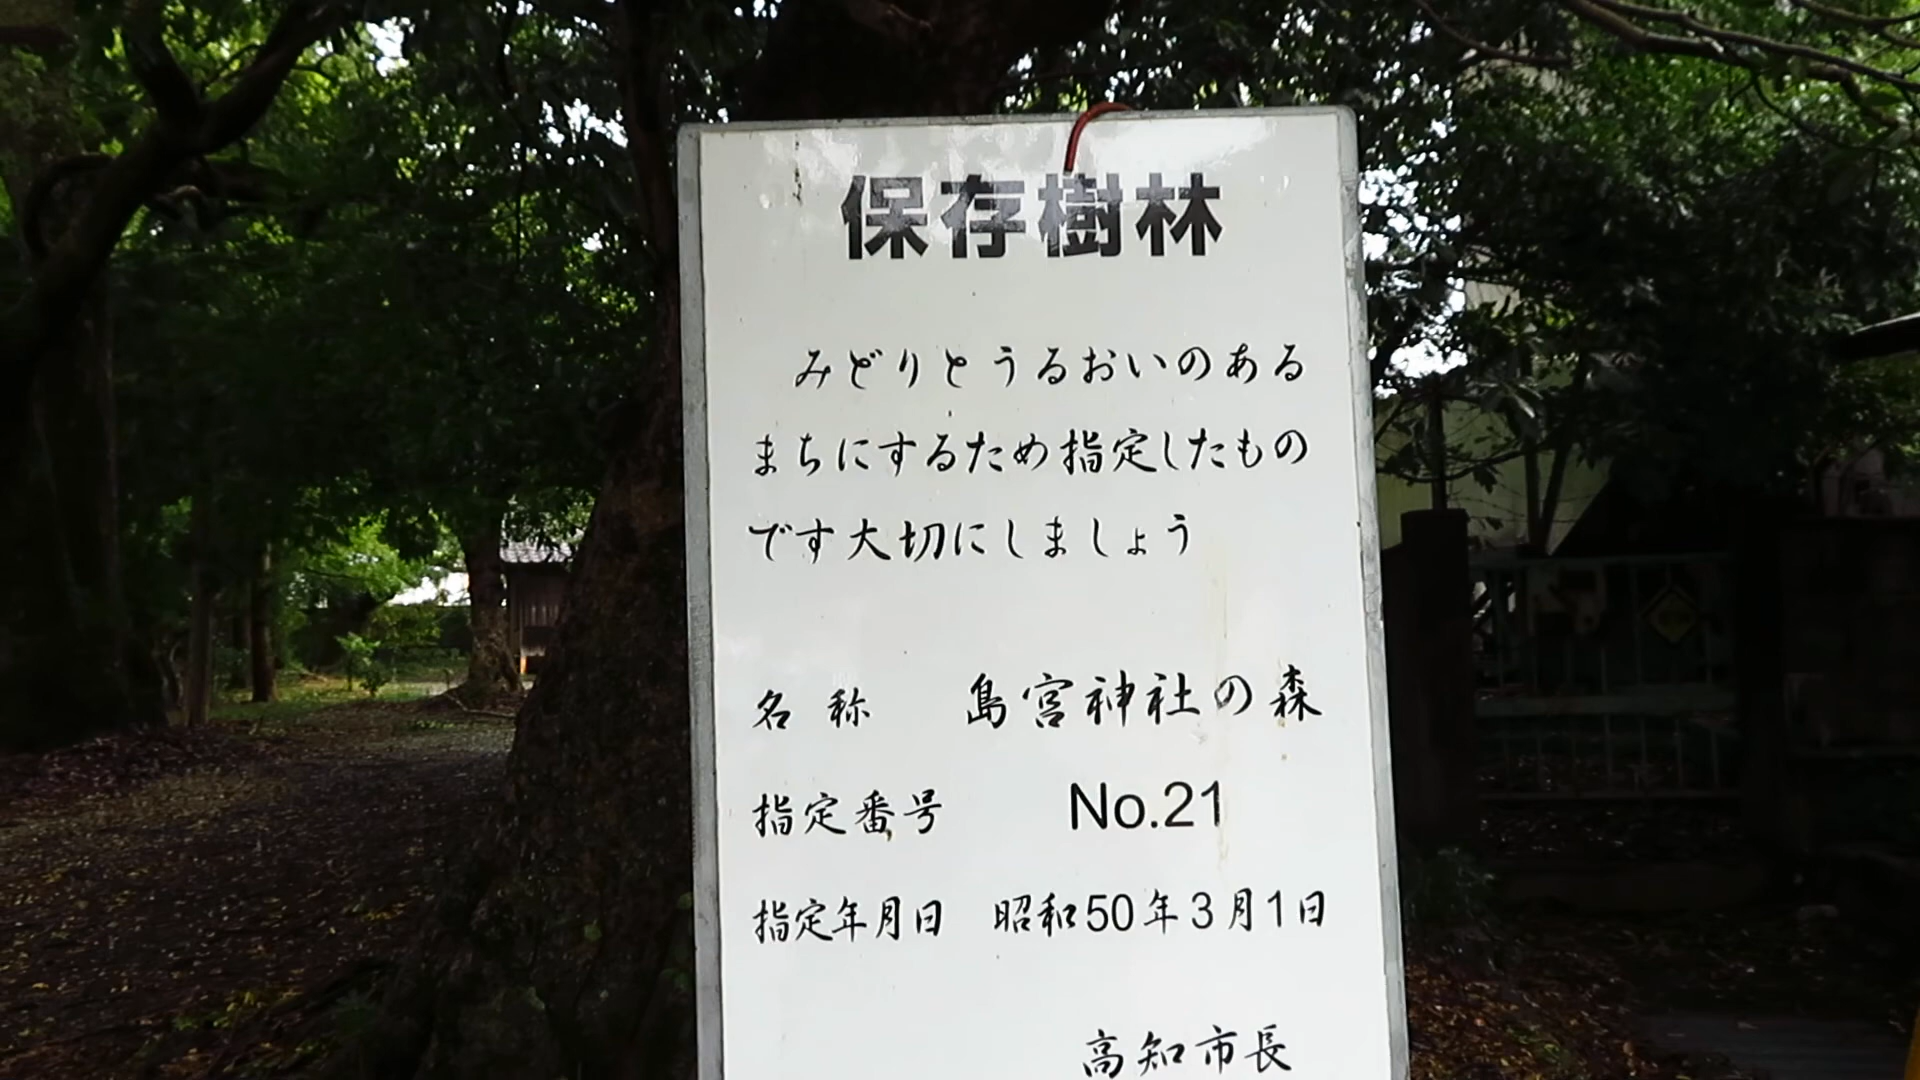 保存樹林
みどりとうるおいのある
まちにするため指定したもの
です大切にしましょう
名称　島宮神社の森
指定番号　No.21
指定年月日　昭和50年3月1日
高知市長